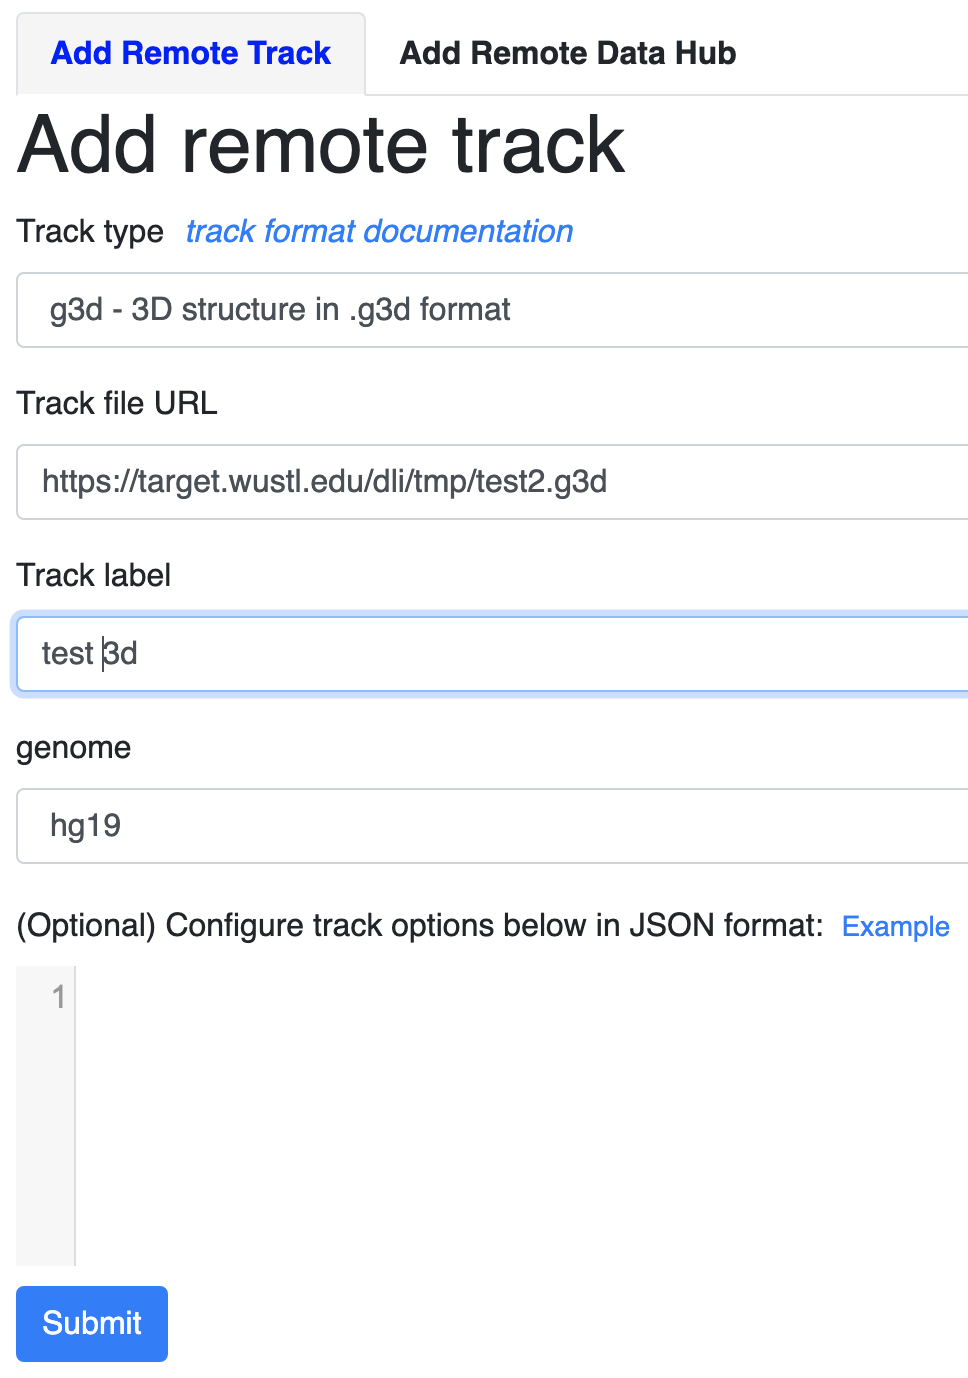 Add Remote Track Add Remote Data Hub
Add remote track
Track type track format documentation
g3d - 3D structure in .g3d format
Track file URL
https://target.wustl.edu/dli/tmp/test2.g3d
Track label
test 3d
genome
hg19
(Optional) Configure track options below in JSON format: Example
1
Submit